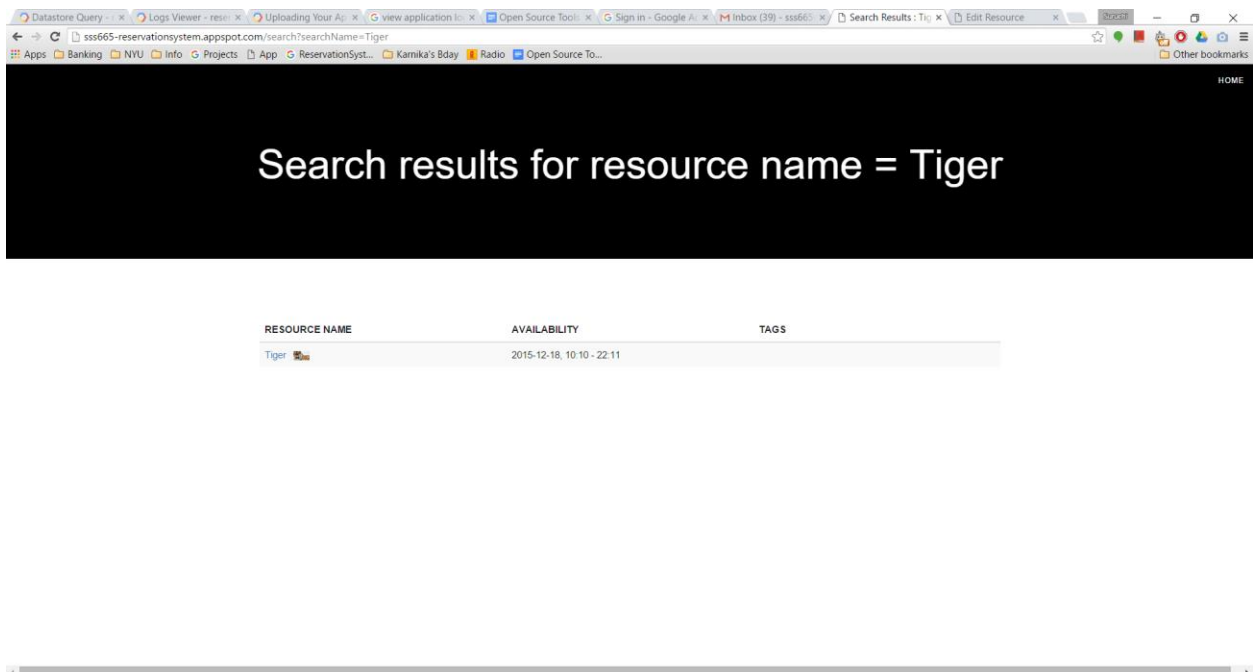 Datastore Query - Logs Viewer - rese Uploading Your Ap G view application lo Open Source Tools G Sign in - Google Ac M Inbox (39) - sss665 Search Results : Tig Edit Resource
sss665-reservationsystem.appspot.com/search?searchName=Tiger
Apps Banking NYU Info G Projects App G ReservationSyst... Karnika's Bday Radio Open Source To... Other bookmarks
HOME
Search results for resource name = Tiger
RESOURCE NAME AVAILABILITY TAGS
Tiger 2015-12-18, 10:10 - 22:11